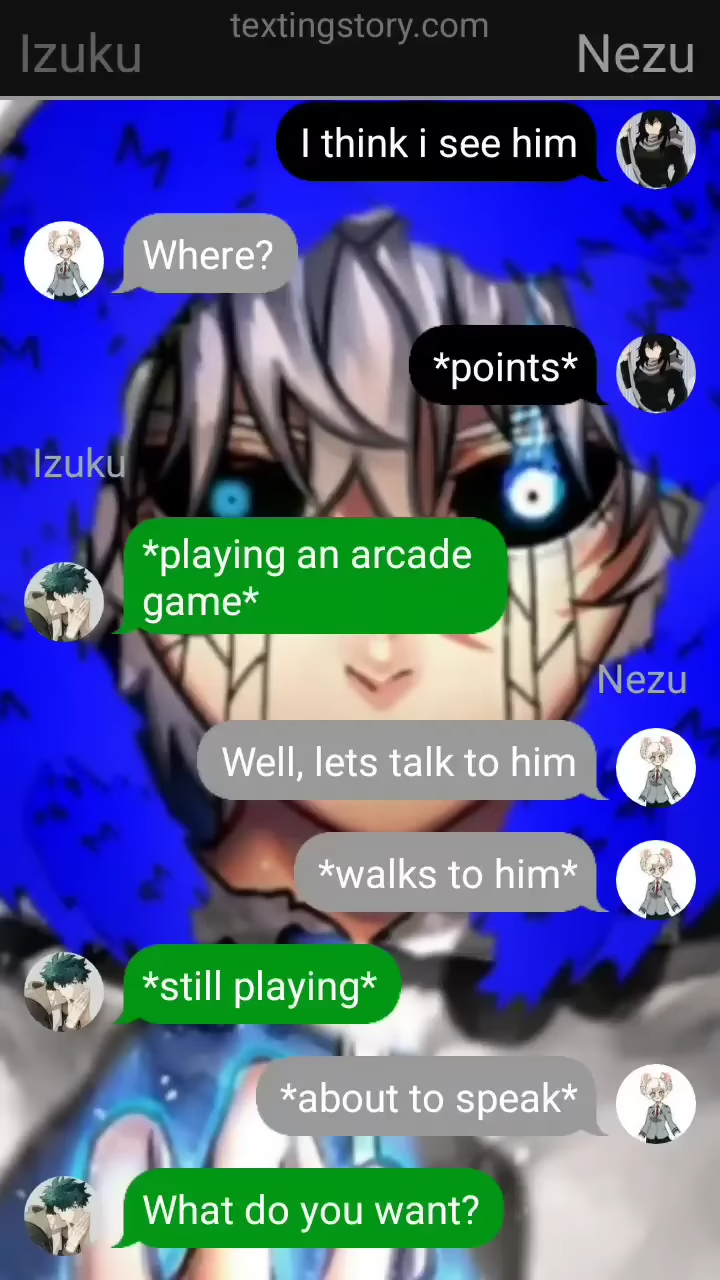 textingstory.com
Izuku
Nezu
I think i see him
Where?
*points*
Izuku
*playing an arcade
game*
Nezu
Well, lets talk to him
*walks to him*
*still playing*
*about to speak*
What do you want?